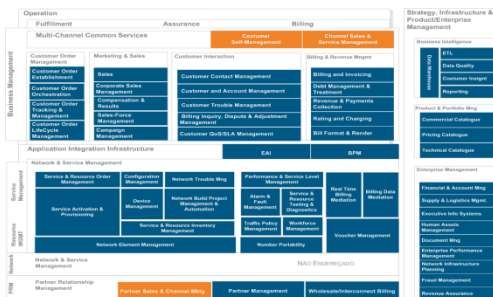 Operation
Fulfillment
Assurance
Billing
Multi-Channel Common Services
Costumer
Self-Management
Channel Sales &
Service Management
Customer Order
Management
Customer Order
Establishment
Customer Order
Orchestration
Customer Order
Tracking &
Management
Customer Order
LifeCycle
Management
Marketing & Sales
Sales
Corporate Sales
Management
Compensation &
Results
Sales-Force
Management
Campaign
Management
Customer Interaction
Customer Contact Management
Customer and Account Management
Customer Trouble Management
Billing Inquiry, Dispute & Adjustment
Management
Customer QoS/SLA Management
Billing & Revenue Mngmt
Billing and Invoicing
Debt Management &
Treatment
Revenue & Payments
Collection
Rating and Charging
Bill Format & Render
Business Management
Application Integration Infrastructure
EAI
BPM
Network & Service Management
Service
Management
Resource
MGMT
Service & Resource Order
Management
Configuration
Management
Network Trouble Mng
Service Activation &
Provisioning
Device
Management
Network Build Project
Management &
Automation
Service & Resource Inventory
Management
Network Element Management
Performance & Service Level
Management
Alarm &
Fault
Management
Service &
Resource
Testing &
Diagnostics
Traffic Policy
Management
Workforce
Management
Number Portability
Real Time
Billing
Mediation
Billing Data
Mediation
Voucher Management
Network
Network & Service
Management
NÃO ENDEREÇADO
PRM
Partner Relationship
Management
Partner Sales & Channel Mktg
Partner Management
Wholesale/Interconnect Billing
Strategy, Infrastructure &
Product/Enterprise
Management
Business Intelligence
Data Warehouse
ETL
Data Quality
Customer Insight
Reporting
Product & Portfolio Mng
Commercial Catalogue
Pricing Catalogue
Technical Catalogue
Enterprise Management
Financial & Account Mng
Supply & Logistics Mgmt.
Executive Info Systems
Human Assets
Management
Document Mng
Enterprise Performance
Management
Network Infrastructure
Planning
Fraud Management
Revenue Assurance